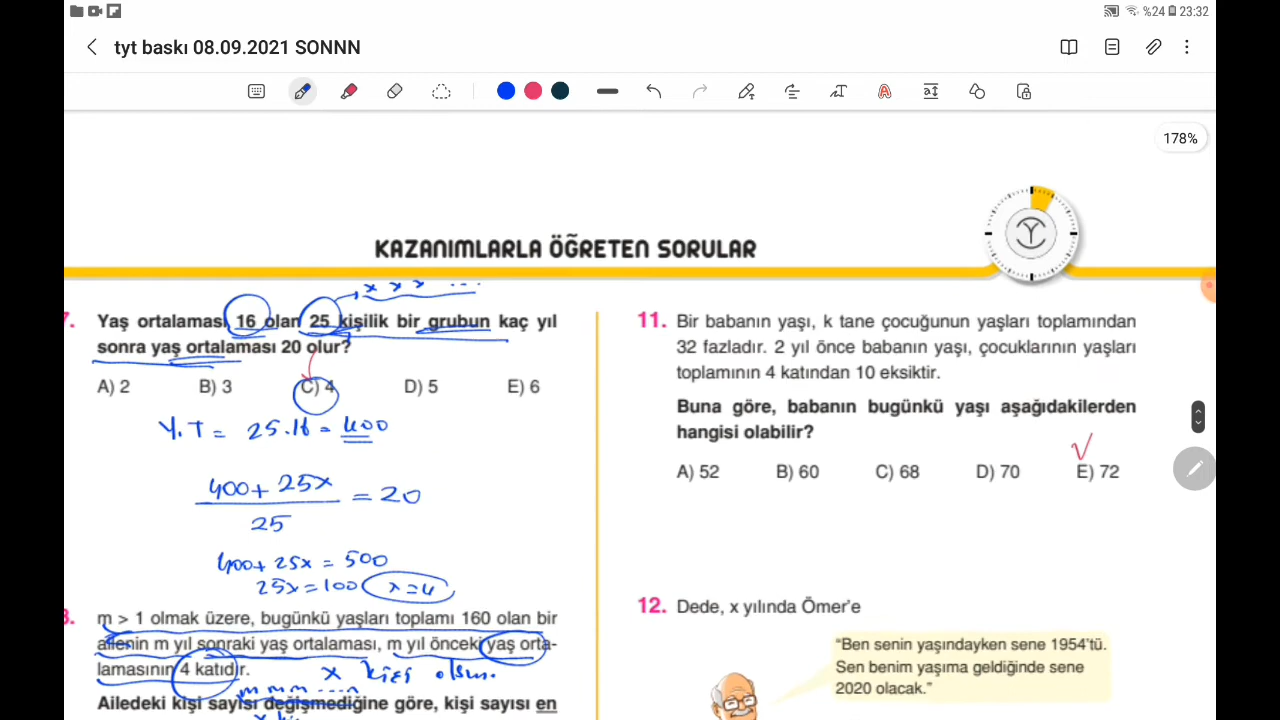 %24 23:32
tyt baskı 08.09.2021 SONNN
178%
KAZANIMLARLA ÖĞRETEN SORULAR
x x x ...
7. Yaş ortalaması 16 olan 25 kişilik bir grubun kaç yıl
sonra yaş ortalaması 20 olur?
A) 2 B) 3 C) 4 D) 5 E) 6
Y.T = 25.16 = 400
400 + 25x
= 20
25
400 + 25x = 500
25x = 100 x = 4
m > 1 olmak üzere, bugünkü yaşları toplamı 160 olan bir
ailenin m yıl sonraki yaş ortalaması, m yıl önceki yaş orta-
lamasının 4 katıdır.
x kişi olsun.
m m m ....
Ailedeki kişi sayısı değişmediğine göre, kişi sayısı en
11. Bir babanın yaşı, k tane çocuğunun yaşları toplamından
32 fazladır. 2 yıl önce babanın yaşı, çocuklarının yaşları
toplamının 4 katından 10 eksiktir.
Buna göre, babanın bugünkü yaşı aşağıdakilerden
hangisi olabilir?
A) 52 B) 60 C) 68 D) 70 E) 72
12. Dede, x yılında Ömer'e
“Ben senin yaşındayken sene 1954'tü.
Sen benim yaşıma geldiğinde sene
2020 olacak.”